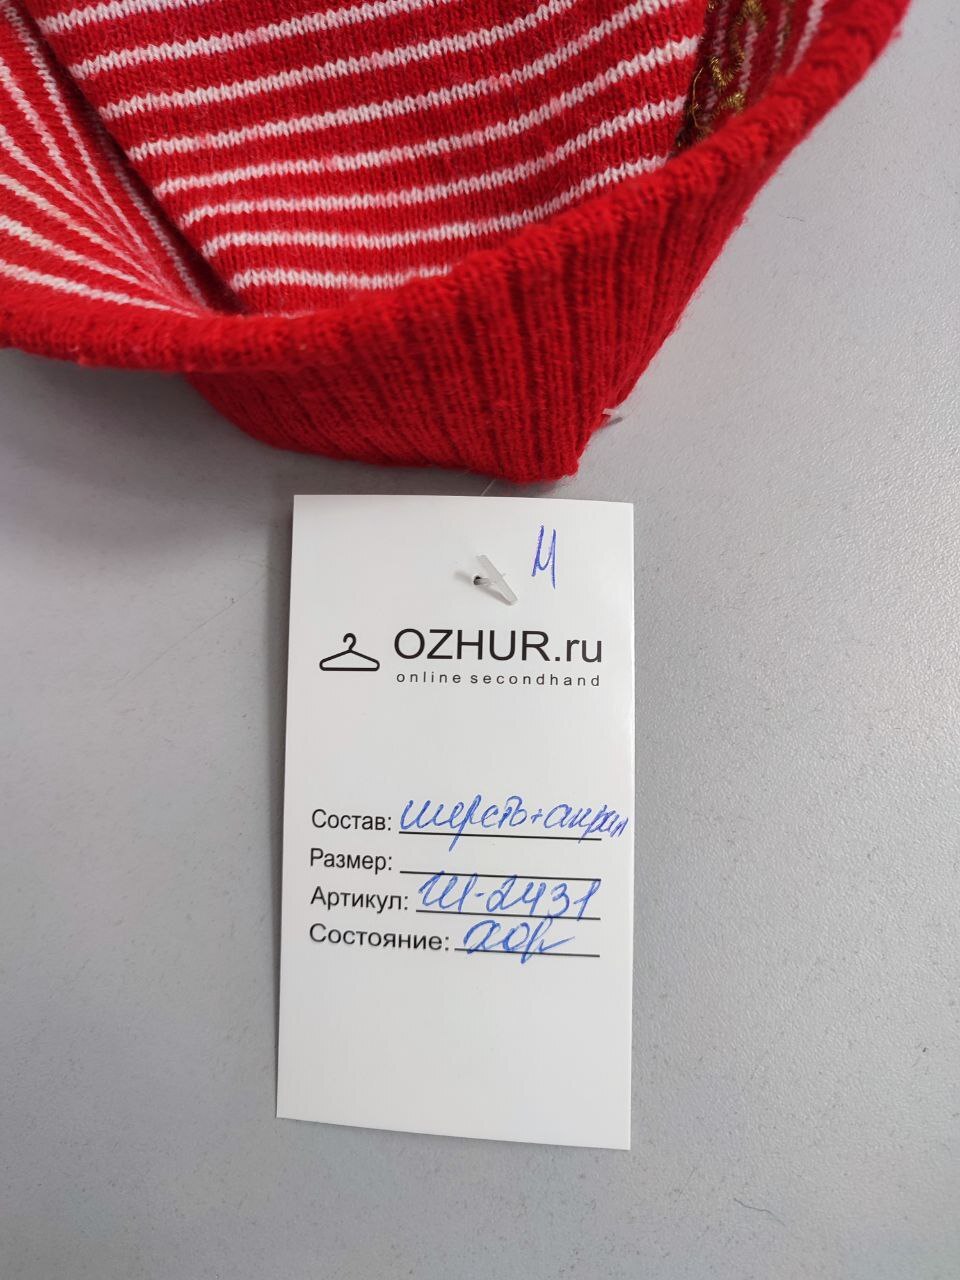 М
OZHUR.ru
online secondhand
Состав: шерсть+акрил
Размер:
Артикул: Ш-2431
Состояние: хор